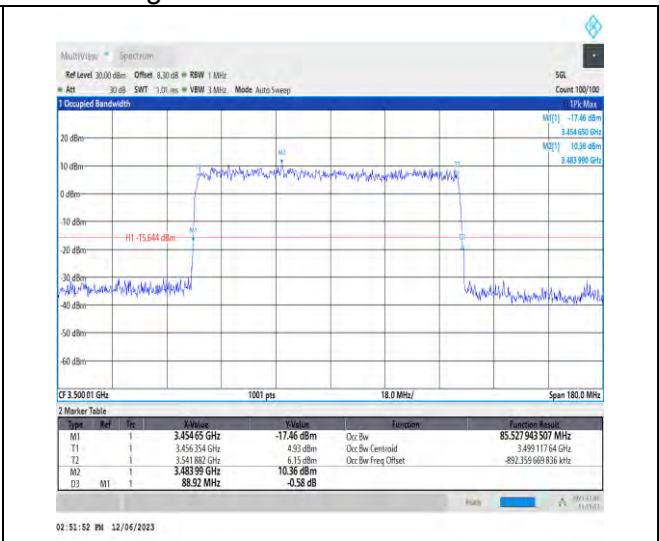 MultiView Spectrum
Ref Level 30.00 dBm Offset 8.30 dB RBW 1 MHz SGL
Att 30 dB SWT 1.01 ms VBW 3 MHz Mode Auto Sweep Count 100/100
1 Occupied Bandwidth 1Pk Max
M1[1] -17.46 dBm
3.454 650 GHz
20 dBm
M2[1] 10.36 dBm
3.483 990 GHz
M2
10 dBm
T1
0 dBm
-10 dBm
M1
H1 -15.644 dBm
-20 dBm
-30 dBm
-40 dBm
-50 dBm
-60 dBm
CF 3.500 01 GHz 1001 pts 18.0 MHz/ Span 180.0 MHz
2 Marker Table
Type Ref Trc X-Value Y-Value Function Function Result
M1 1 3.454 65 GHz -17.46 dBm Occ Bw 85.527 943 507 MHz
T1 1 3.456 354 GHz 4.93 dBm Occ Bw Centroid 3.499 117 64 GHz
T2 1 3.541 882 GHz 6.15 dBm Occ Bw Freq Offset -892.359 669 836 kHz
M2 1 3.483 99 GHz 10.36 dBm
D3 M1 1 88.92 MHz -0.58 dB
Ready
02:51:52 PM 12/06/2023